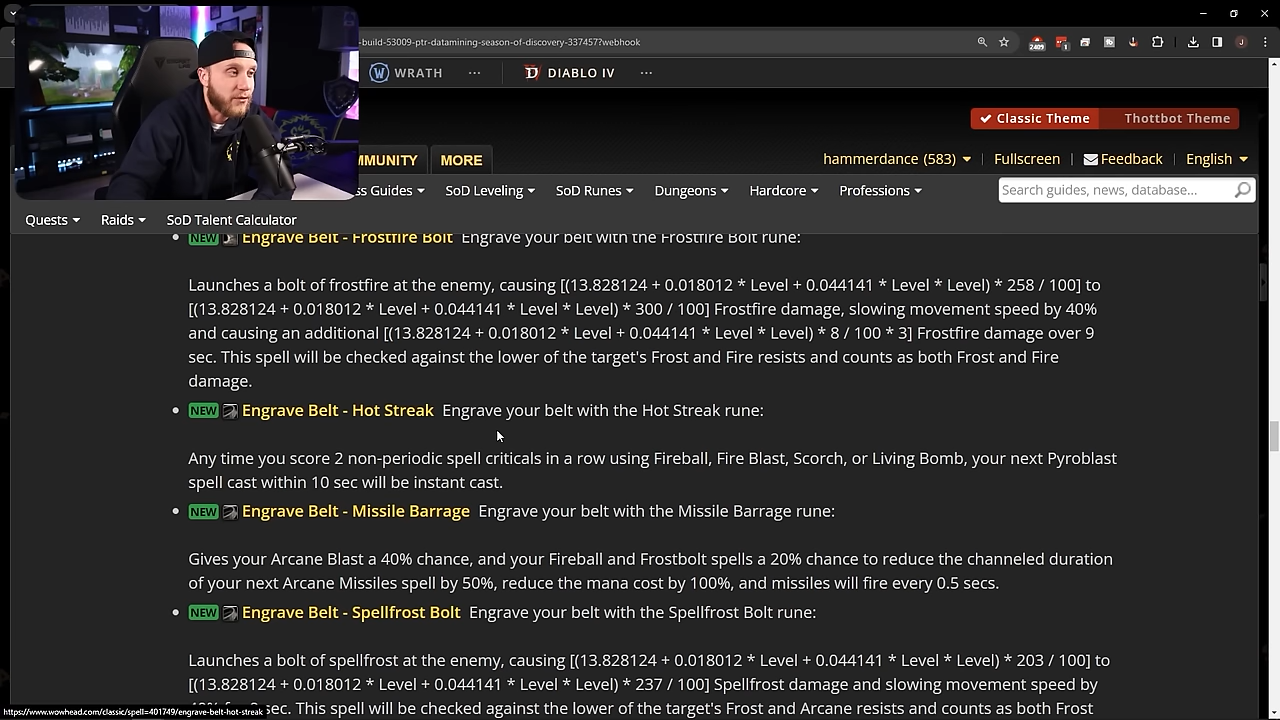 -build-53009-ptr-datamining-season-of-discovery-337457?webhook
2409
1
J
WRATH
DIABLO IV
Classic Theme
Thottbot Theme
MMUNITY
MORE
hammerdance (583)
Fullscreen
Feedback
English
ss Guides
SoD Leveling
SoD Runes
Dungeons
Hardcore
Professions
Search guides, news, database...
Quests
Raids
SoD Talent Calculator
NEW Engrave Belt - Frostfire Bolt Engrave your belt with the Frostfire Bolt rune:
Launches a bolt of frostfire at the enemy, causing [(13.828124 + 0.018012 * Level + 0.044141 * Level * Level) * 258 / 100] to
[(13.828124 + 0.018012 * Level + 0.044141 * Level * Level) * 300 / 100] Frostfire damage, slowing movement speed by 40%
and causing an additional [(13.828124 + 0.018012 * Level + 0.044141 * Level * Level) * 8 / 100 * 3] Frostfire damage over 9
sec. This spell will be checked against the lower of the target's Frost and Fire resists and counts as both Frost and Fire
damage.
NEW Engrave Belt - Hot Streak Engrave your belt with the Hot Streak rune:
Any time you score 2 non-periodic spell criticals in a row using Fireball, Fire Blast, Scorch, or Living Bomb, your next Pyroblast
spell cast within 10 sec will be instant cast.
NEW Engrave Belt - Missile Barrage Engrave your belt with the Missile Barrage rune:
Gives your Arcane Blast a 40% chance, and your Fireball and Frostbolt spells a 20% chance to reduce the channeled duration
of your next Arcane Missiles spell by 50%, reduce the mana cost by 100%, and missiles will fire every 0.5 secs.
NEW Engrave Belt - Spellfrost Bolt Engrave your belt with the Spellfrost Bolt rune:
Launches a bolt of spellfrost at the enemy, causing [(13.828124 + 0.018012 * Level + 0.044141 * Level * Level) * 203 / 100] to
[(13.828124 + 0.018012 * Level + 0.044141 * Level * Level) * 237 / 100] Spellfrost damage and slowing movement speed by
sec. This spell will be checked against the lower of the target's Frost and Arcane resists and counts as both Frost
https://www.wowhead.com/classic/spell=401749/engrave-belt-hot-streak